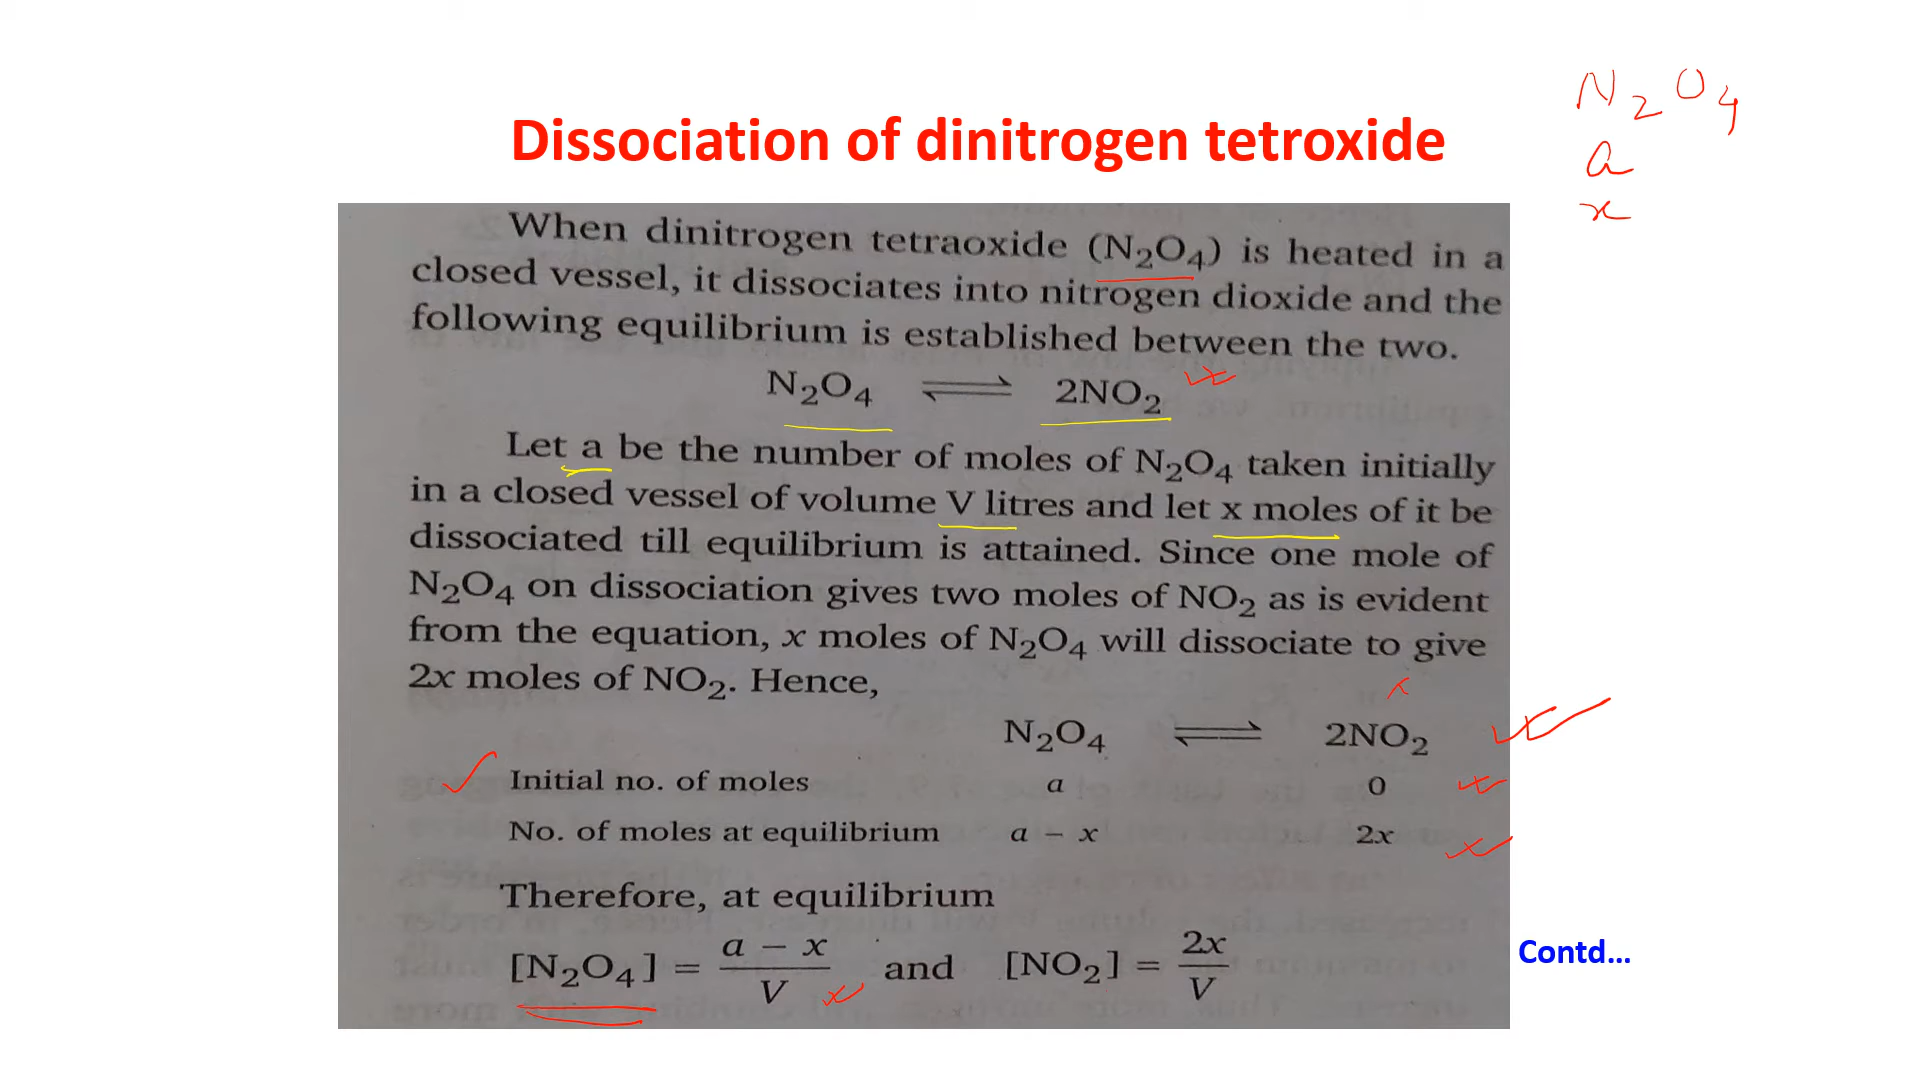 N2O4
a
x
Dissociation of dinitrogen tetroxide
When dinitrogen tetraoxide (N₂O₄) is heated in a
closed vessel, it dissociates into nitrogen dioxide and the
following equilibrium is established between the two.
N₂O₄ ⇌ 2NO₂
Let a be the number of moles of N₂O₄ taken initially
in a closed vessel of volume V litres and let x moles of it be
dissociated till equilibrium is attained. Since one mole of
N₂O₄ on dissociation gives two moles of NO₂ as is evident
from the equation, x moles of N₂O₄ will dissociate to give
2x moles of NO₂. Hence,
N₂O₄ ⇌ 2NO₂
Initial no. of moles a 0
No. of moles at equilibrium a – x 2x
Therefore, at equilibrium
[N₂O₄] = (a – x)/V and [NO₂] = 2x/V
Contd...